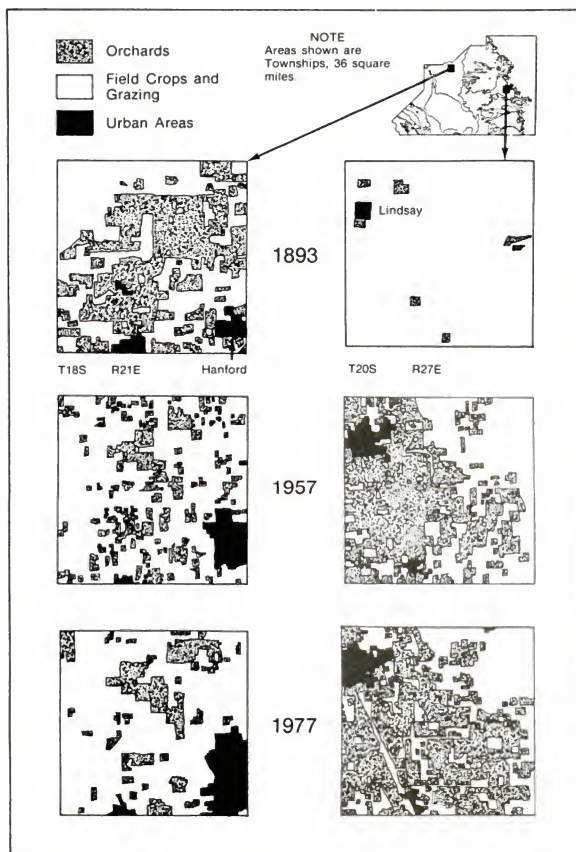 Orchards
Field Crops and
Grazing
Urban Areas
NOTE
Areas shown are
Townships, 36 square
miles.
Lindsay
1893
T18S R21E Hanford
T20S R27E
1957
1977